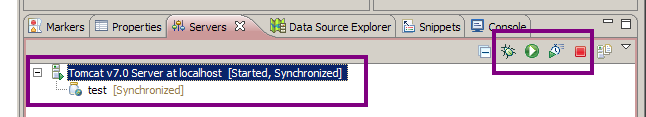 Markers Properties Servers Data Source Explorer Snippets Console
Tomcat v7.0 Server at localhost [Started, Synchronized]
test [Synchronized]